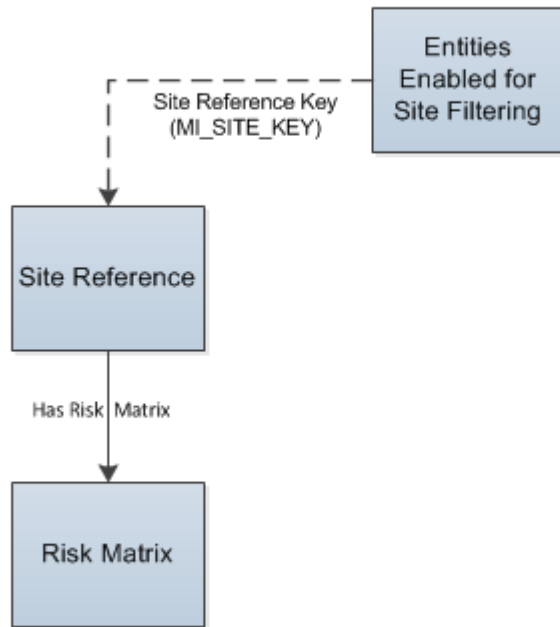 Entities
Enabled for
Site Filtering
Site Reference Key
(MI_SITE_KEY)
Site Reference
Has Risk Matrix
Risk Matrix